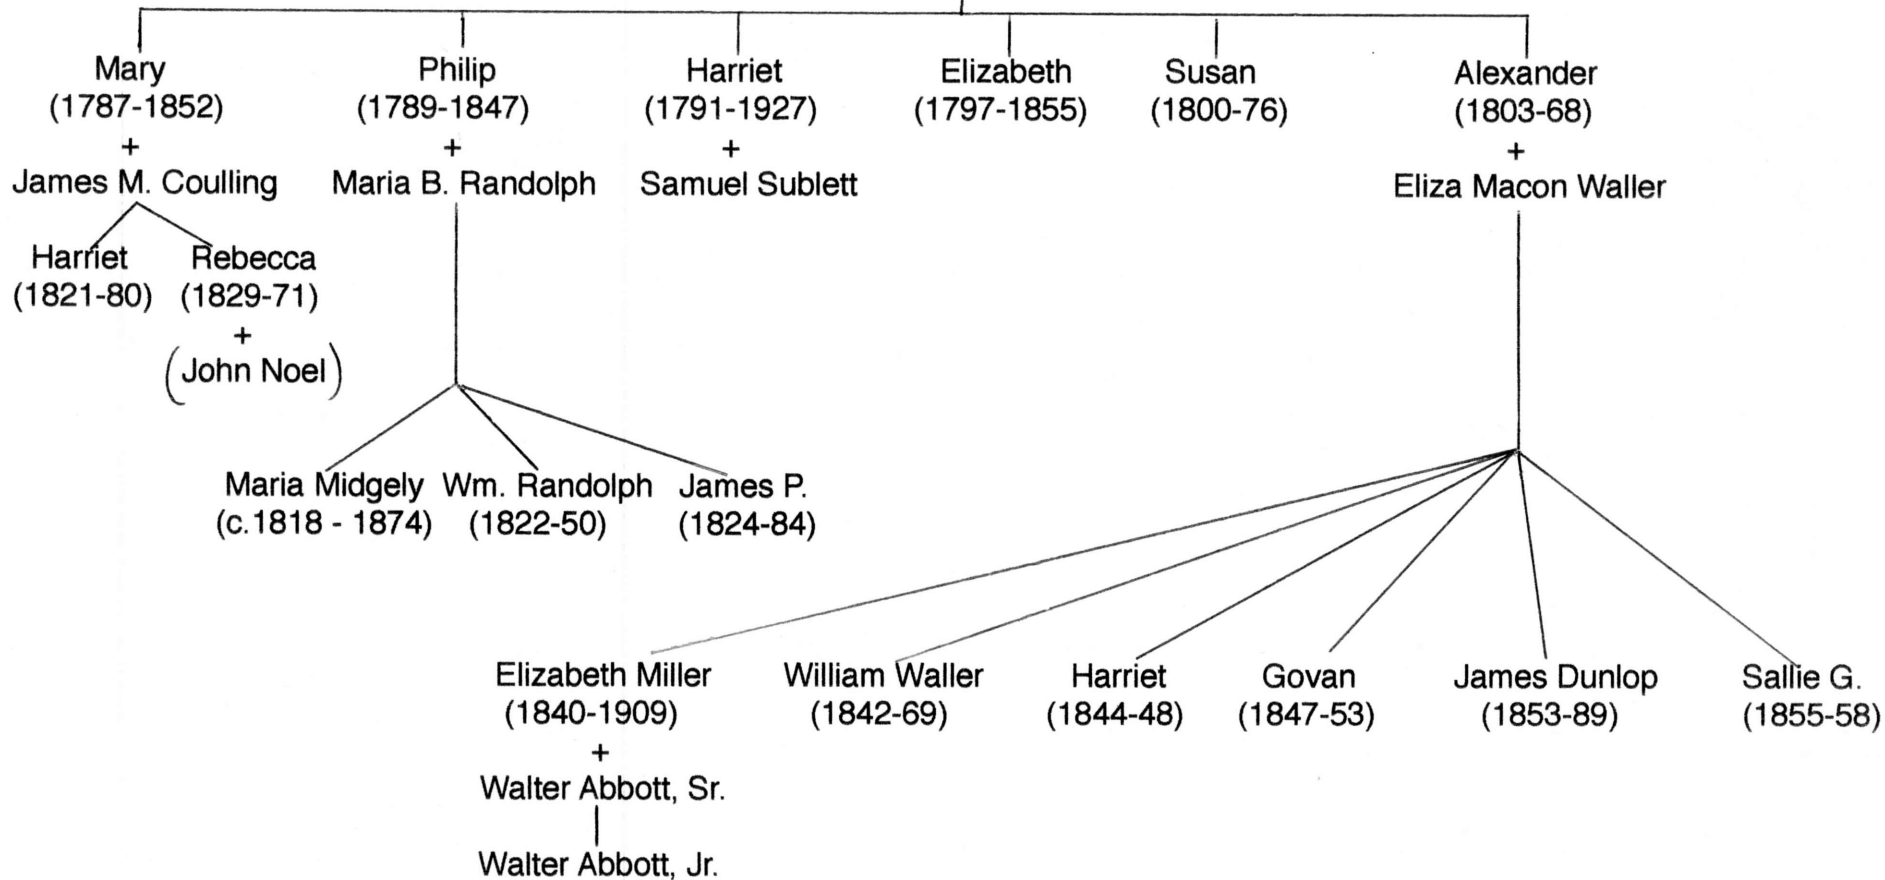 Mary Philip Harriet Elizabeth Susan Alexander
(1787-1852) (1789-1847) (1791-1927) (1797-1855) (1800-76) (1803-68)
+ + + +
James M. Coulling Maria B. Randolph Samuel Sublett Eliza Macon Waller
Harriet Rebecca
(1821-80) (1829-71)
+
(John Noel)
Maria Midgely Wm. Randolph James P.
(c.1818 - 1874) (1822-50) (1824-84)
Elizabeth Miller William Waller Harriet Govan James Dunlop Sallie G.
(1840-1909) (1842-69) (1844-48) (1847-53) (1853-89) (1855-58)
+
Walter Abbott, Sr.
Walter Abbott, Jr.